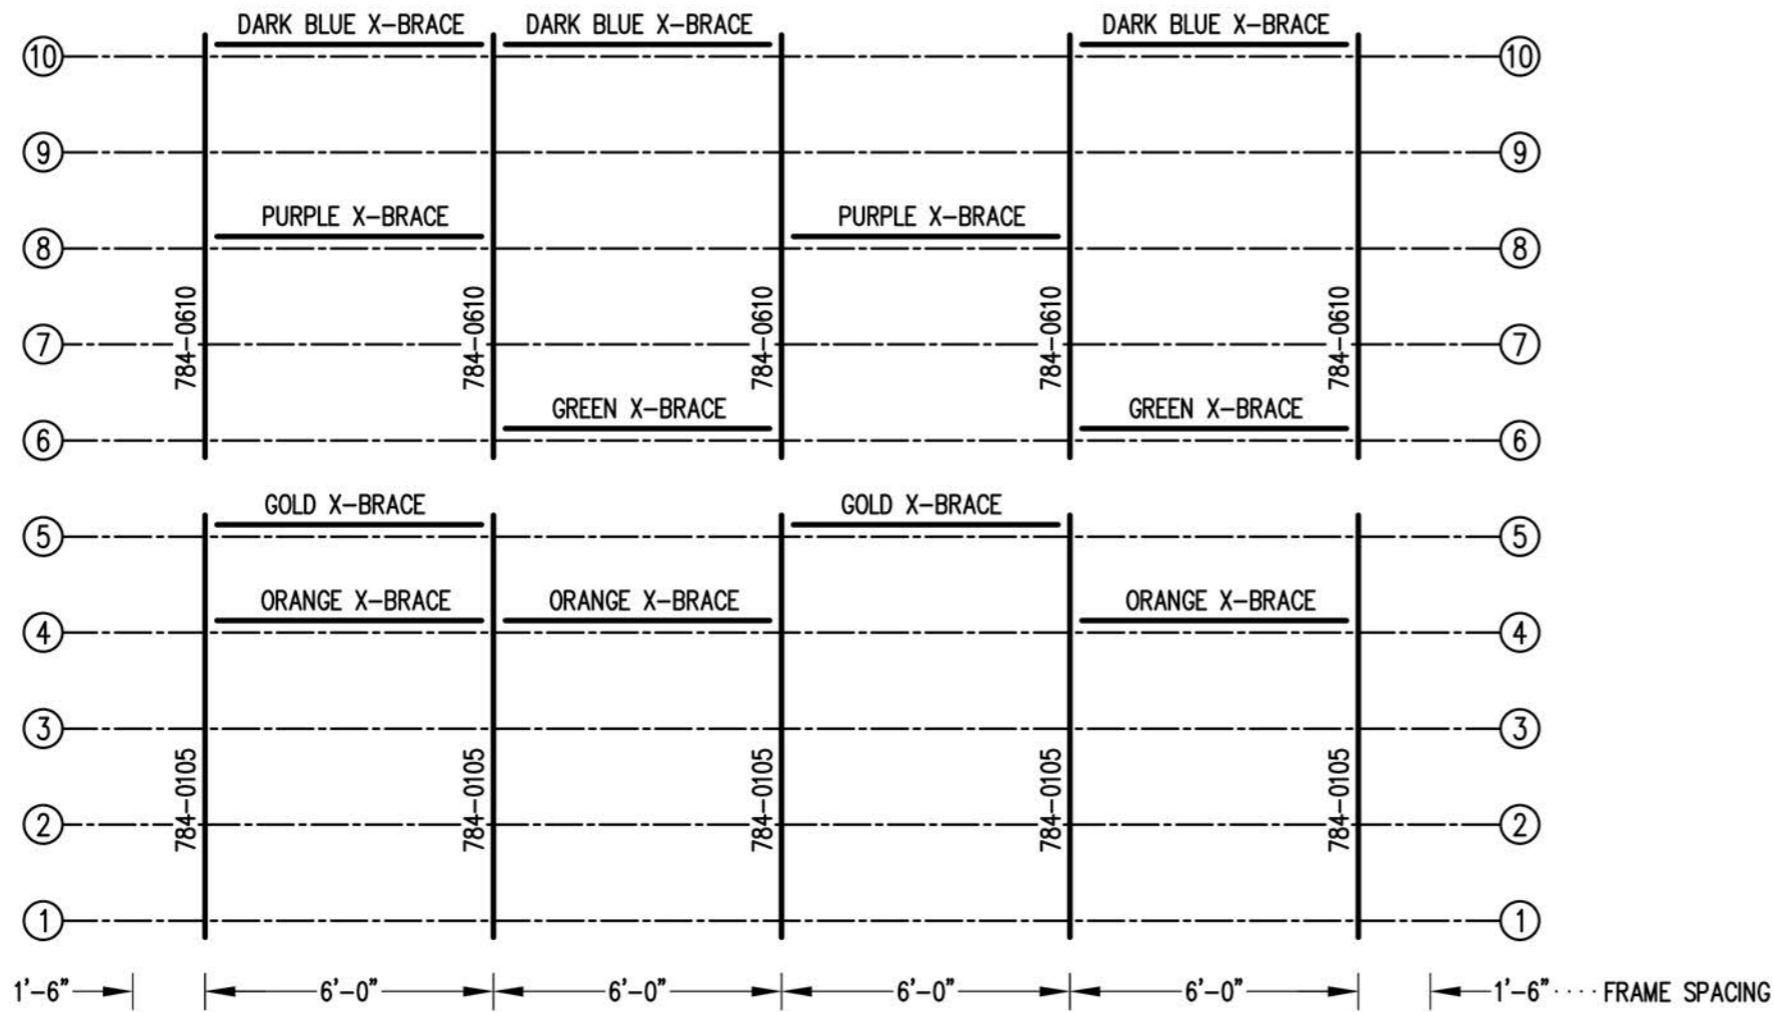 DARK BLUE X-BRACE DARK BLUE X-BRACE DARK BLUE X-BRACE
10 10
9 9
PURPLE X-BRACE PURPLE X-BRACE
8 8
784-0610 784-0610 784-0610 784-0610 784-0610
7 7
GREEN X-BRACE GREEN X-BRACE
6 6
GOLD X-BRACE GOLD X-BRACE
5 5
ORANGE X-BRACE ORANGE X-BRACE ORANGE X-BRACE
4 4
3 3
784-0105 784-0105 784-0105 784-0105 784-0105
2 2
1 1
1'-6" 6'-0" 6'-0" 6'-0" 6'-0" 1'-6" ···· FRAME SPACING